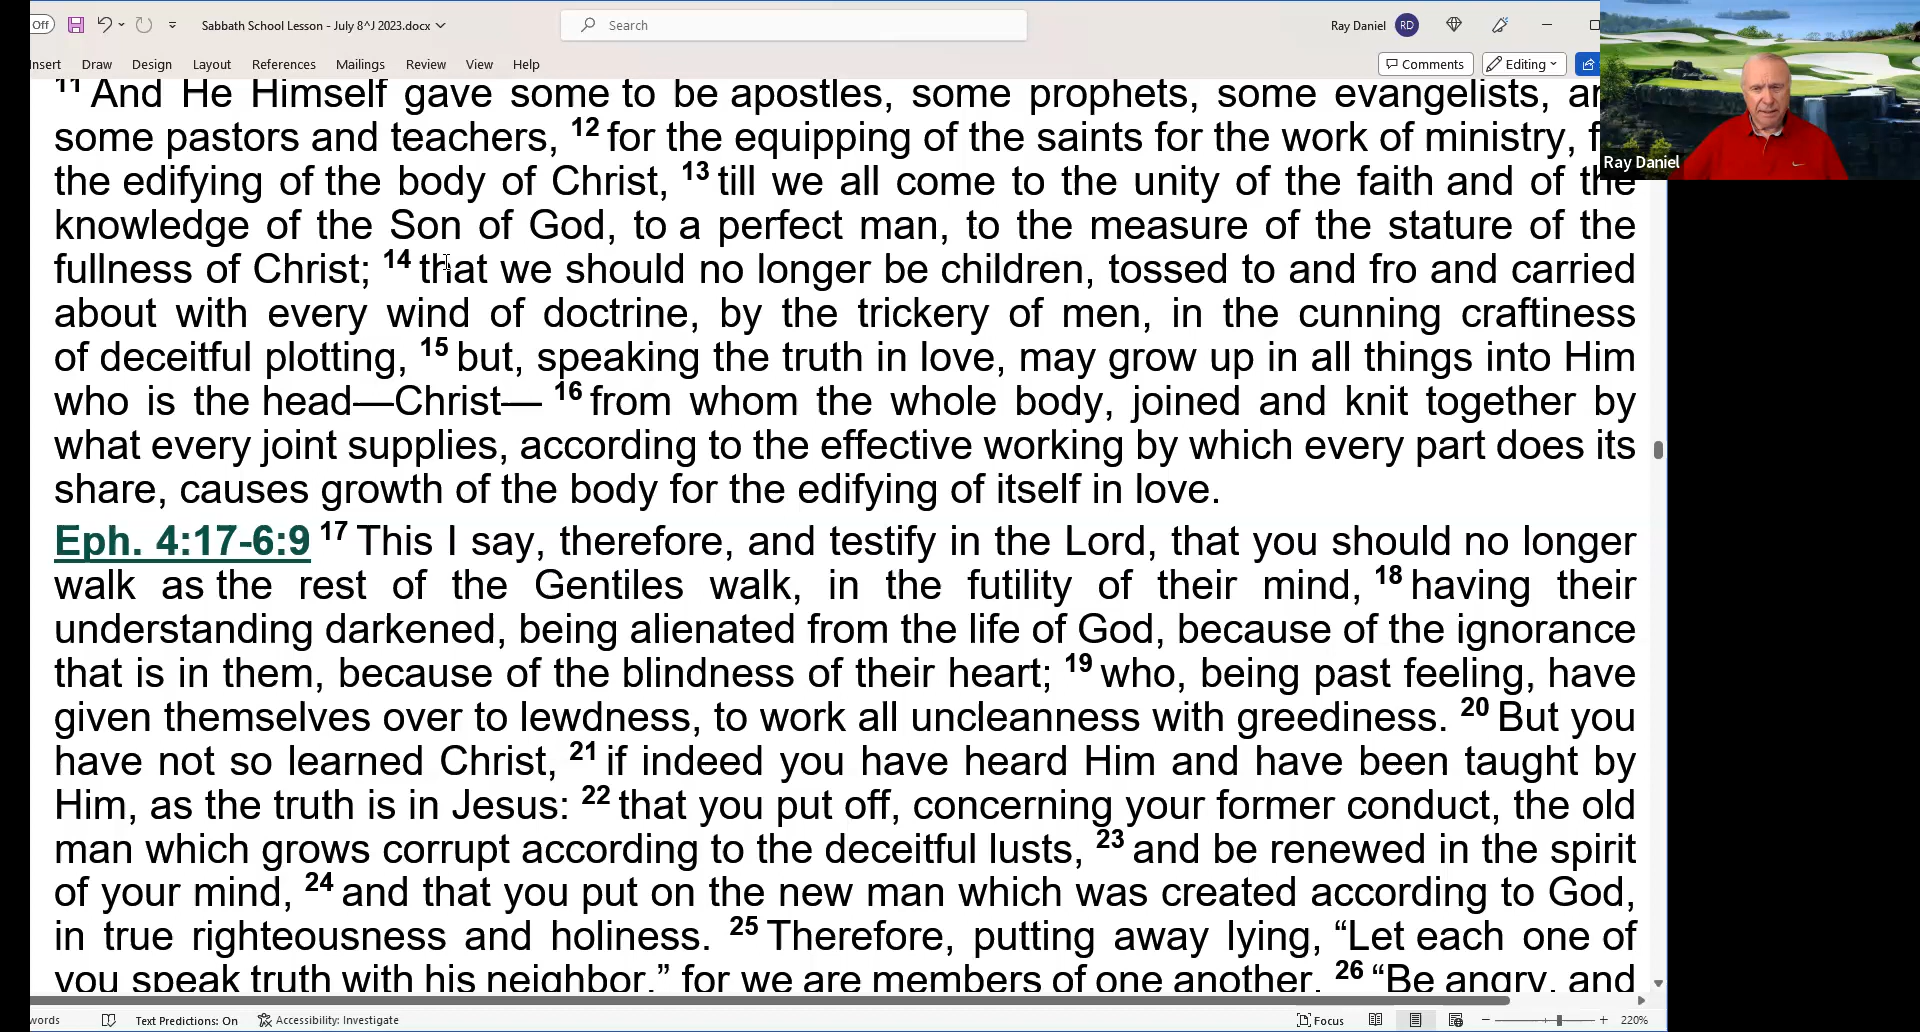 Off
Sabbath School Lesson - July 8^J 2023.docx
Search
Ray Daniel RD
Insert Draw Design Layout References Mailings Review View Help
Comments Editing
11 And He Himself gave some to be apostles, some prophets, some evangelists,
some pastors and teachers, 12 for the equipping of the saints for the work of ministry,
the edifying of the body of Christ, 13 till we all come to the unity of the faith and of the
knowledge of the Son of God, to a perfect man, to the measure of the stature of the
fullness of Christ; 14 that we should no longer be children, tossed to and fro and carried
about with every wind of doctrine, by the trickery of men, in the cunning craftiness
of deceitful plotting, 15 but, speaking the truth in love, may grow up in all things into Him
who is the head—Christ— 16 from whom the whole body, joined and knit together by
what every joint supplies, according to the effective working by which every part does its
share, causes growth of the body for the edifying of itself in love.
Eph. 4:17-6:9 17 This I say, therefore, and testify in the Lord, that you should no longer
walk as the rest of the Gentiles walk, in the futility of their mind, 18 having their
understanding darkened, being alienated from the life of God, because of the ignorance
that is in them, because of the blindness of their heart; 19 who, being past feeling, have
given themselves over to lewdness, to work all uncleanness with greediness. 20 But you
have not so learned Christ, 21 if indeed you have heard Him and have been taught by
Him, as the truth is in Jesus: 22 that you put off, concerning your former conduct, the old
man which grows corrupt according to the deceitful lusts, 23 and be renewed in the spirit
of your mind, 24 and that you put on the new man which was created according to God,
in true righteousness and holiness. 25 Therefore, putting away lying, “Let each one of
you speak truth with his neighbor,” for we are members of one another. 26 “Be angry, and
Ray Daniel
words Text Predictions: On Accessibility: Investigate
Focus 220%